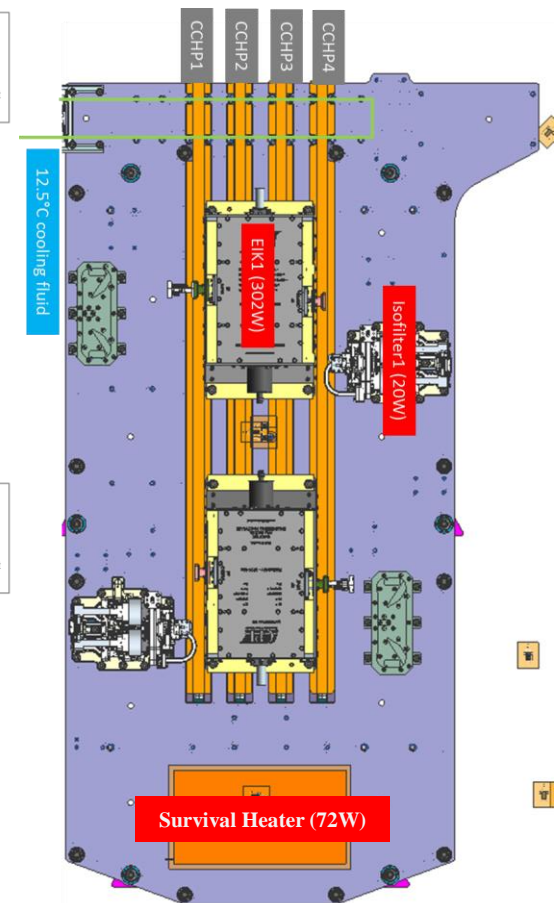 CCHP1
CCHP2
CCHP3
CCHP4
12.5°C cooling fluid
EIK1 (302W)
Isofilter1 (20W)
Survival Heater (72W)